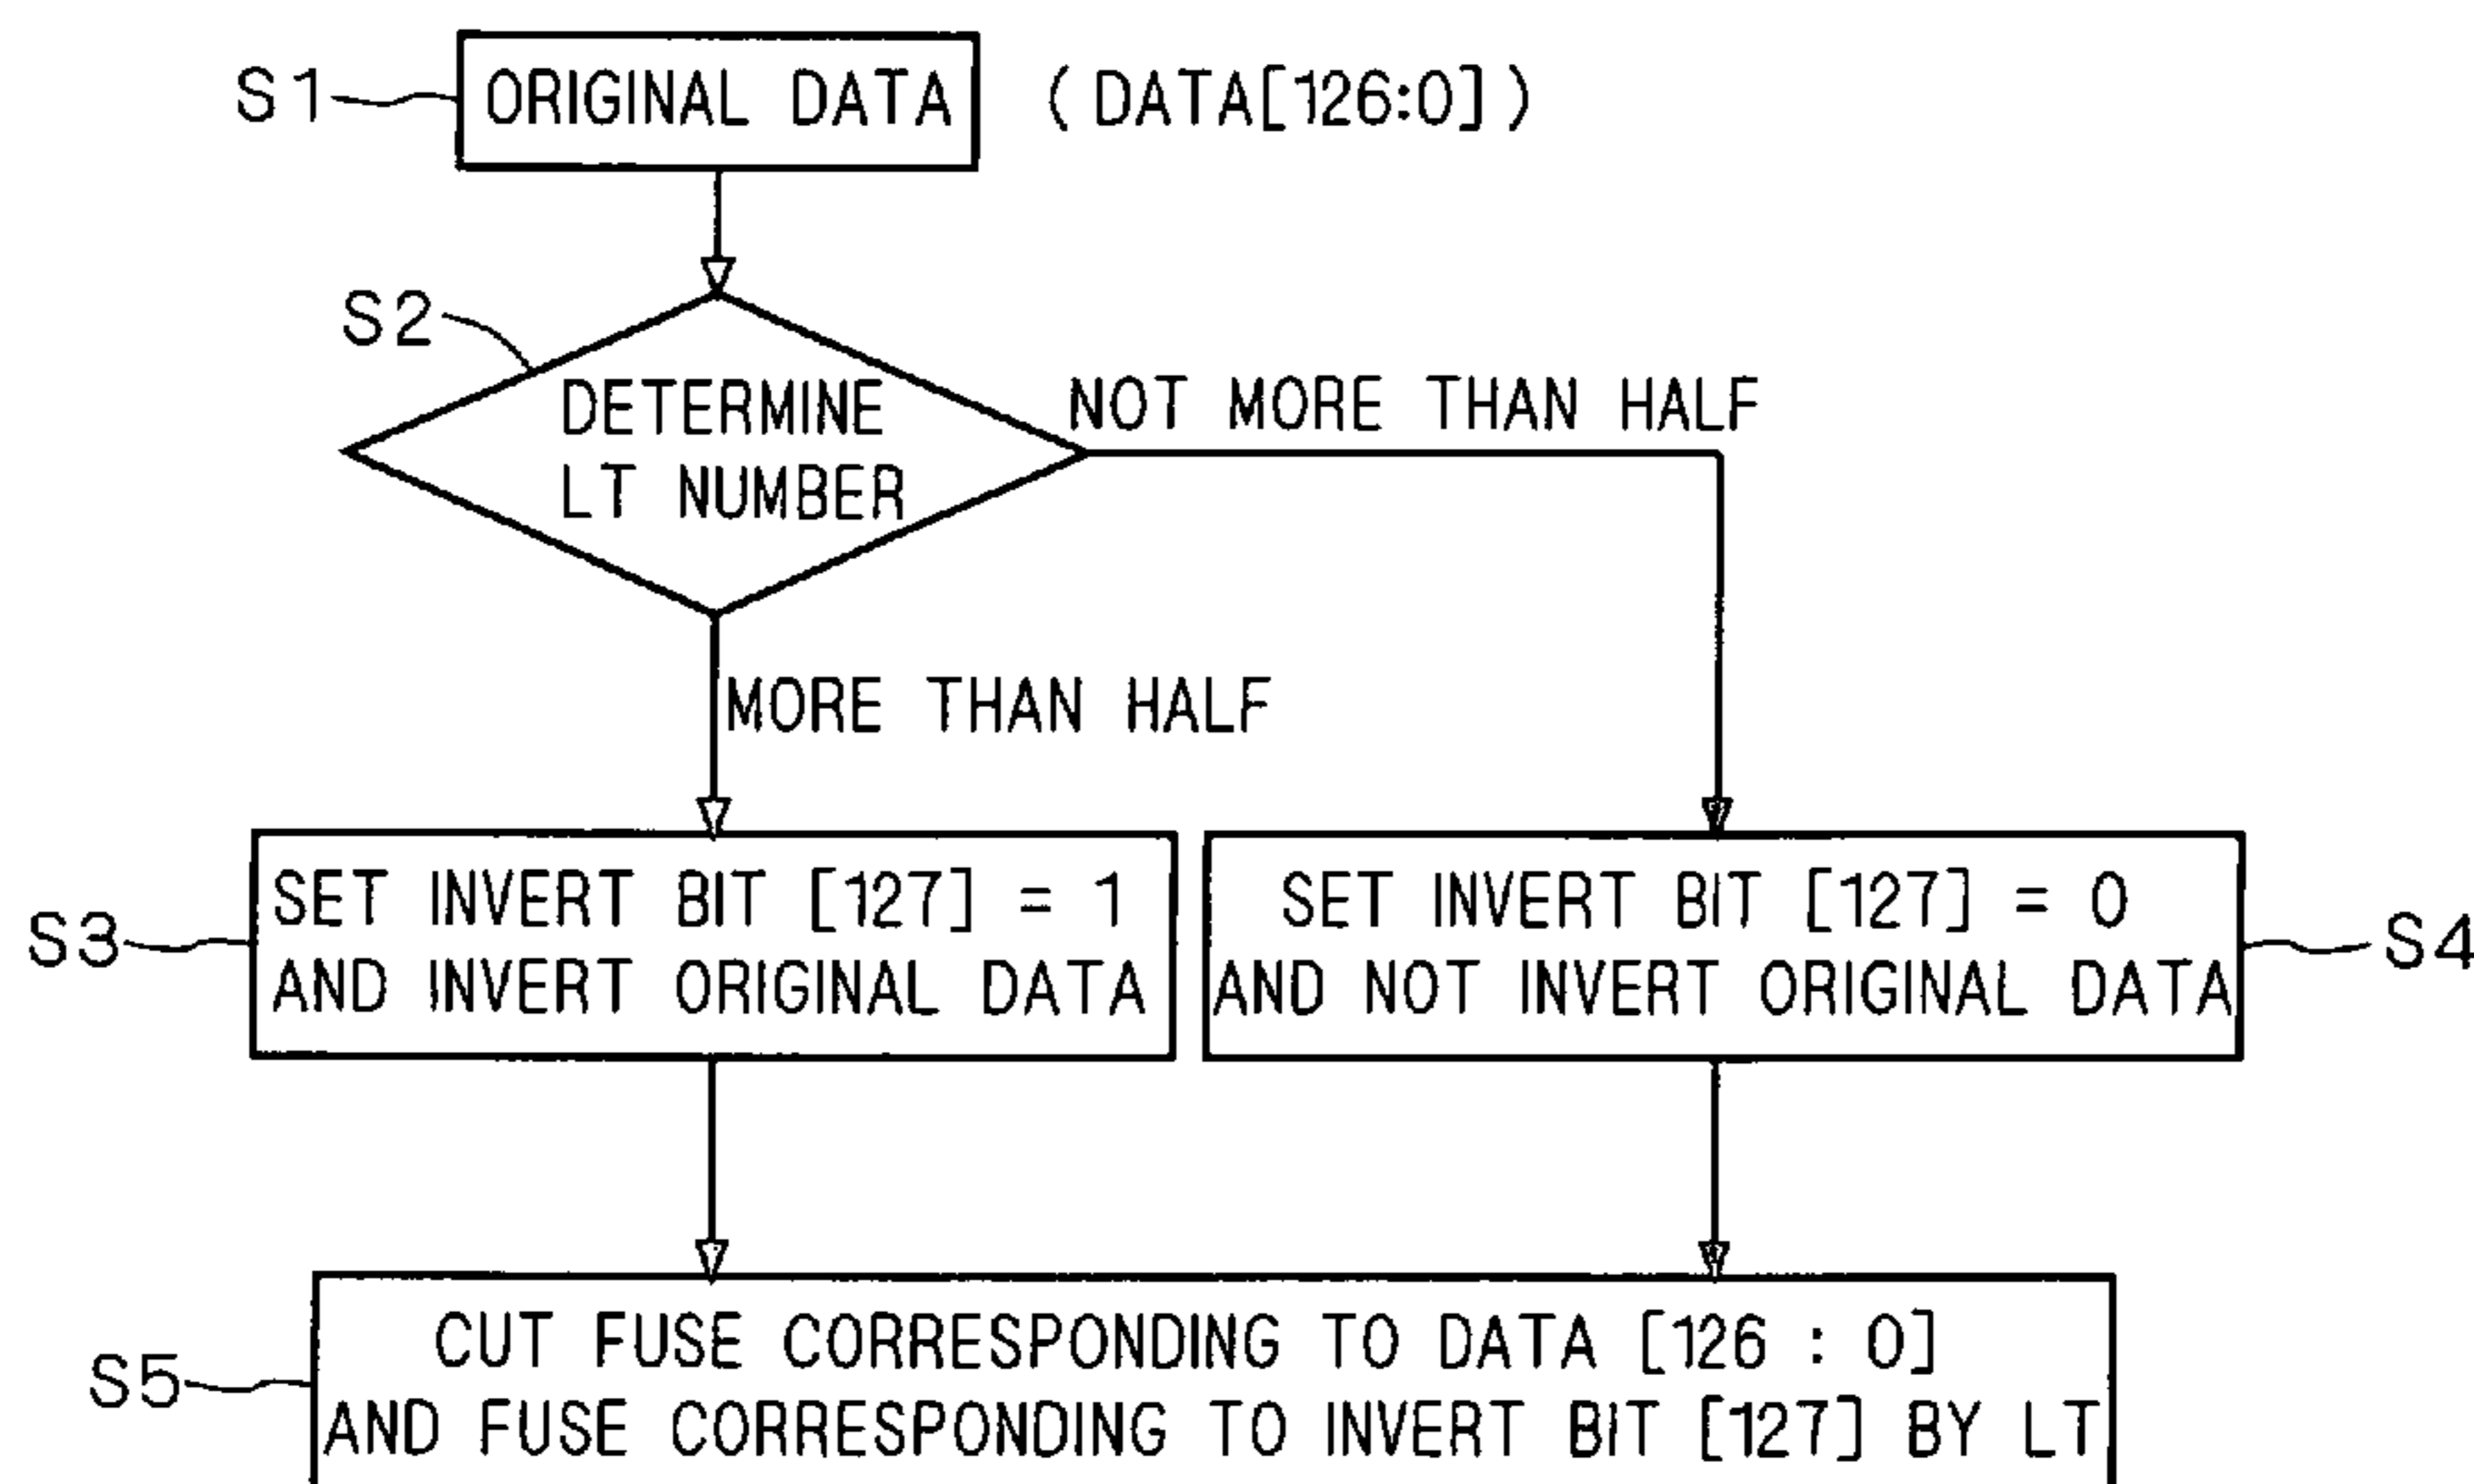 S1
ORIGINAL DATA (DATA[126:0])
S2
DETERMINE
LT NUMBER
NOT MORE THAN HALF
MORE THAN HALF
S3
SET INVERT BIT [127] = 1
AND INVERT ORIGINAL DATA
SET INVERT BIT [127] = 0
AND NOT INVERT ORIGINAL DATA
S4
S5
CUT FUSE CORRESPONDING TO DATA [126 : 0]
AND FUSE CORRESPONDING TO INVERT BIT [127] BY LT